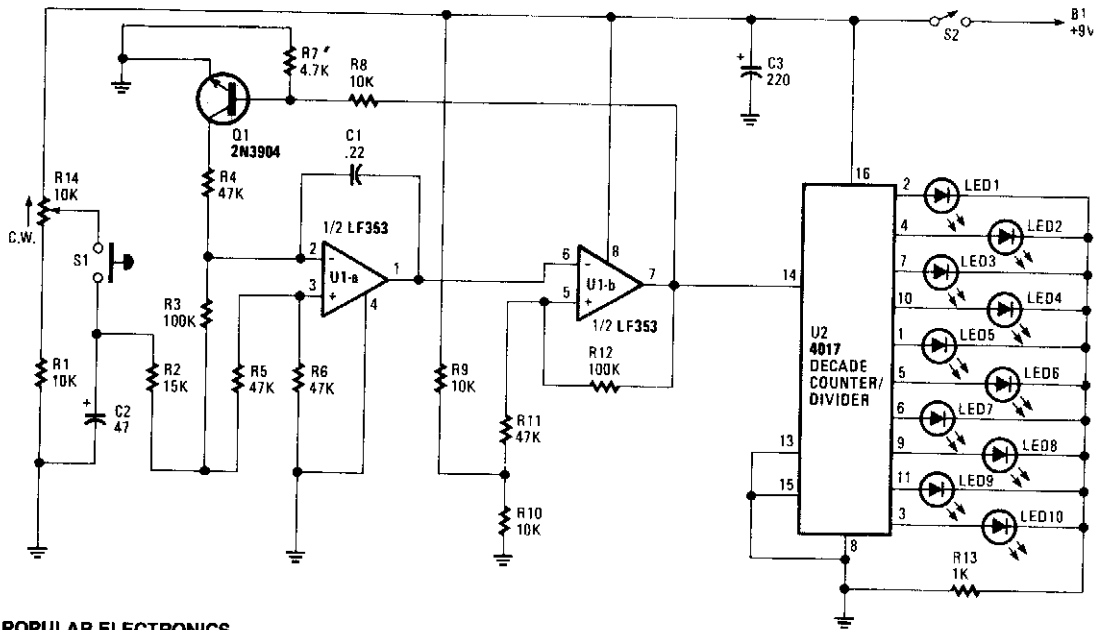 B1
+9V
S2
R7
4.7K
R8
10K
C3
220
Q1
2N3904
C1
.22
R4
47K
16
R14
10K
C.W.
S1
1/2 LF353
2
3
U1-a
1
4
6
5
8
U1-b
7
1/2 LF353
14
2
LED1
4
LED2
7
LED3
10
LED4
1
LED5
5
LED6
6
LED7
9
LED8
11
LED9
3
LED10
U2
4017
DECADE
COUNTER/
DIVIDER
R3
100K
R12
100K
R1
10K
R2
15K
R5
47K
R6
47K
R9
10K
C2
47
R11
47K
13
15
R10
10K
8
R13
1K
POPULAR ELECTRONICS